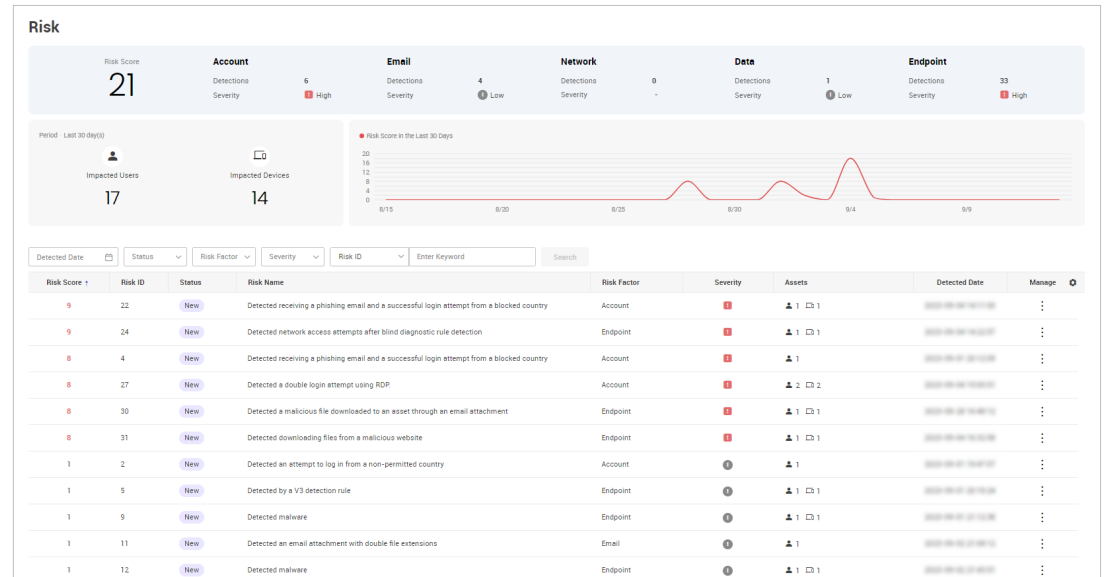 Risk
Risk Score
21
Account
Detections 6
Severity High
Email
Detections 4
Severity Low
Network
Detections 0
Severity -
Data
Detections 1
Severity Low
Endpoint
Detections 33
Severity High
Period - Last 30 day(s)
Impacted Users
17
Impacted Devices
14
Risk Score in the Last 30 Days
20
16
12
8
4
0
8/15 8/20 8/25 8/30 9/4 9/9
Detected Date Status Risk Factor Severity Risk ID Enter Keyword Search
Risk Score ↑ Risk ID Status Risk Name Risk Factor Severity Assets Detected Date Manage
9 22 New Detected receiving a phishing email and a successful login attempt from a blocked country Account 1 1
9 24 New Detected network access attempts after blind diagnostic rule detection Endpoint 1 1
8 4 New Detected receiving a phishing email and a successful login attempt from a blocked country Account 1
8 27 New Detected a double login attempt using RDP. Account 2 2
8 30 New Detected a malicious file downloaded to an asset through an email attachment Endpoint 1 1
8 31 New Detected downloading files from a malicious website Endpoint 1 1
1 2 New Detected an attempt to log in from a non-permitted country Account 1
1 5 New Detected by a V3 detection rule Endpoint 1 1
1 9 New Detected malware Endpoint 1 1
1 11 New Detected an email attachment with double file extensions Email 1
1 12 New Detected malware Endpoint 1 1